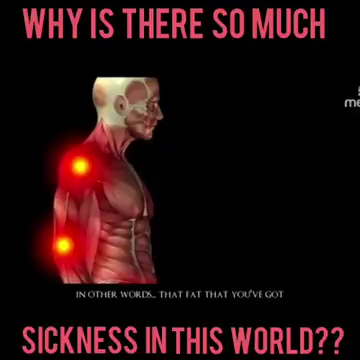 WHY IS THERE SO MUCH
IN OTHER WORDS... THAT FAT THAT YOU'VE GOT
SICKNESS IN THIS WORLD??